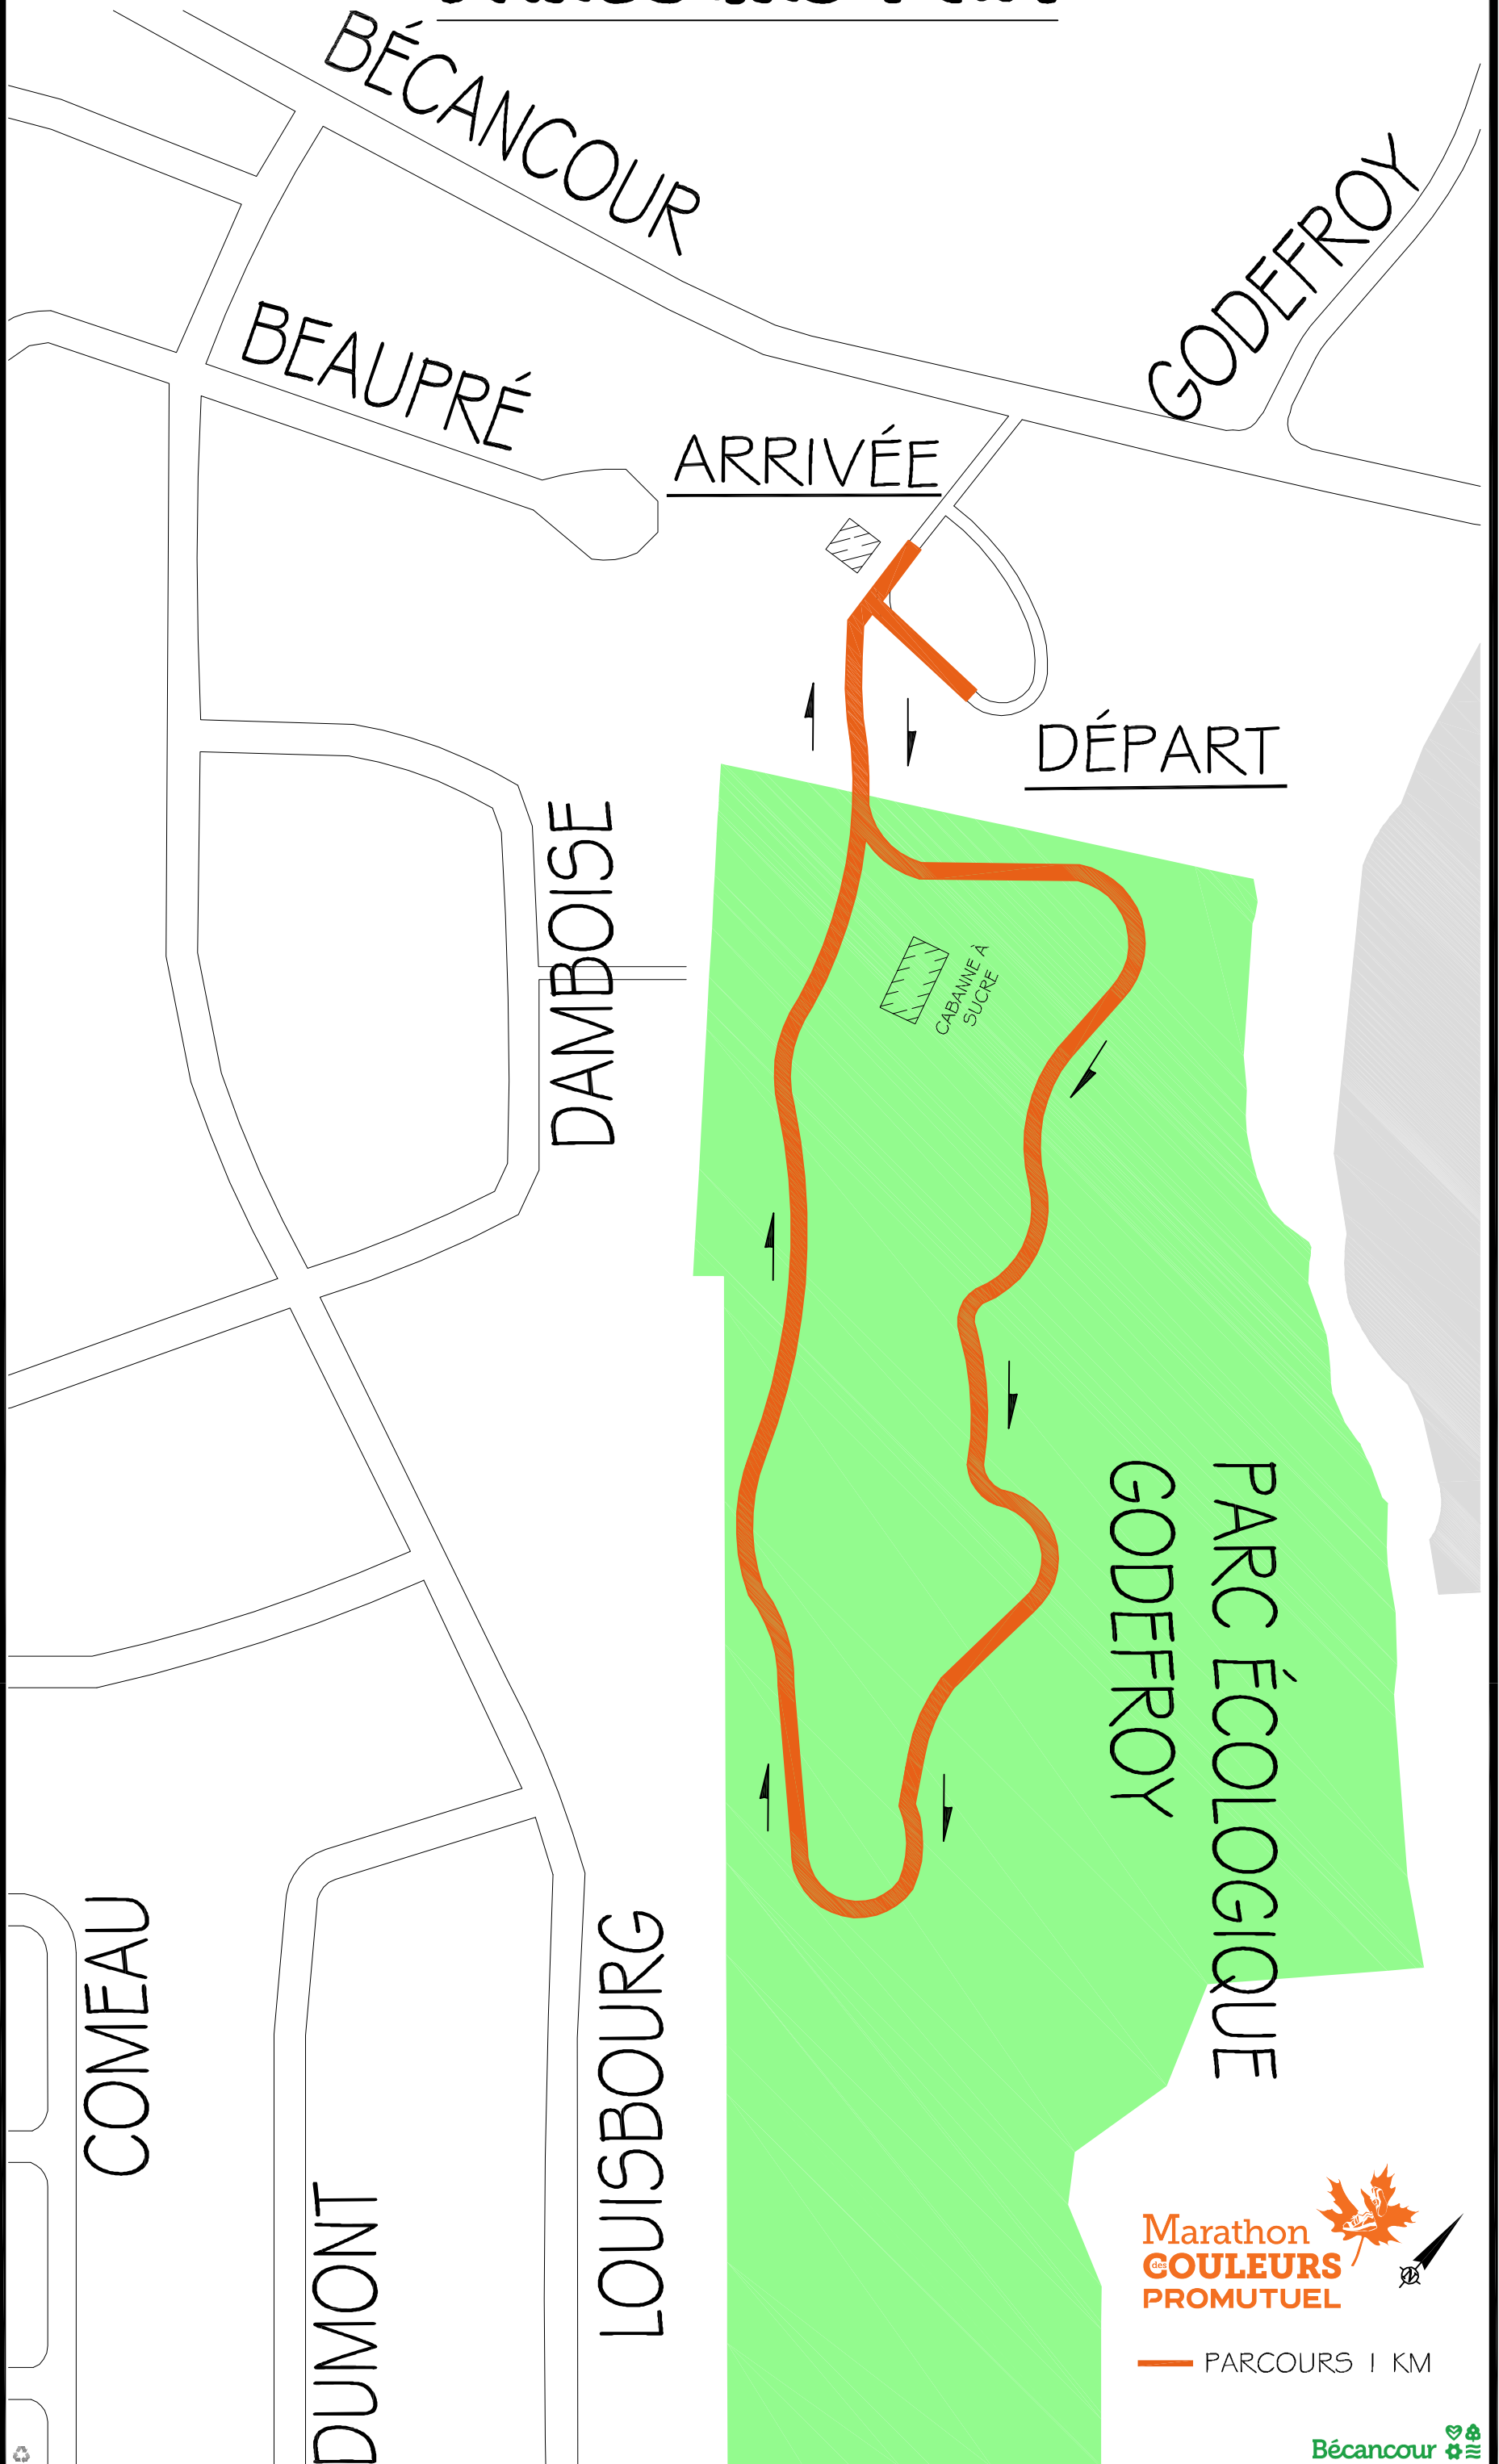 BÉCANCOUR
GODEFROY
BEAUPRÉ
ARRIVÉE
DÉPART
DAMBOISE
CABANNE À
SUCRE
PARC ÉCOLOGIQUE
GODEFROY
COMEAU
LOUISBOURG
DUMONT
Marathon
des COULEURS
PROMUTUEL
N
PARCOURS 1 KM
Bécancour